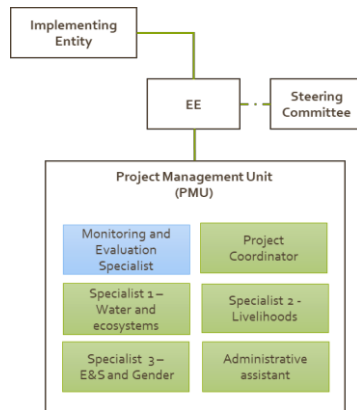 Implementing
Entity
EE
Steering
Committee
Project Management Unit
(PMU)
Monitoring and
Evaluation
Specialist
Project
Coordinator
Specialist 1 –
Water and
ecosystems
Specialist 2 -
Livelihoods
Specialist 3 –
E&S and Gender
Administrative
assistant